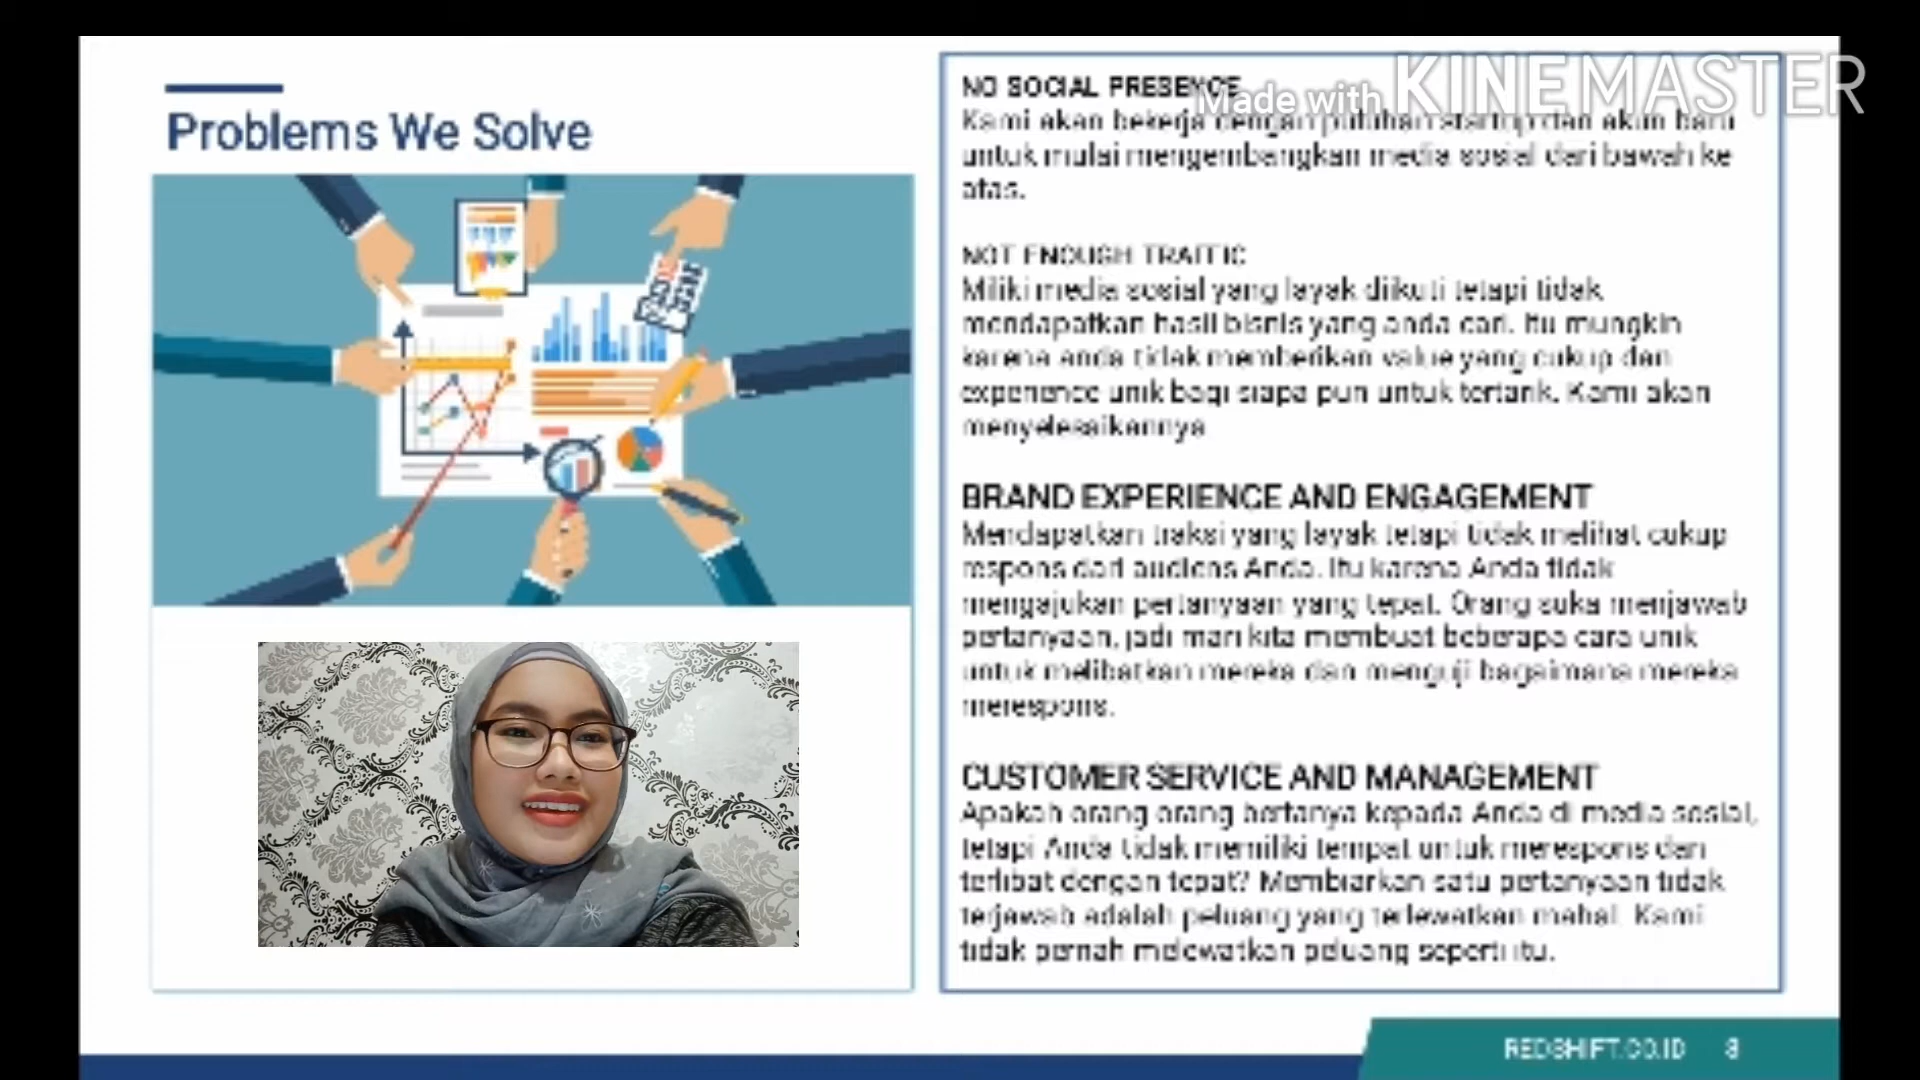 Problems We Solve
Made with KINEMASTER
NO SOCIAL PRESENCE
Kami akan bekerja dengan puluhan startup dan akun baru
untuk mulai mengembangkan media sosial dari bawah ke
atas.
NOT ENOUGH TRAFFIC
Miliki media sosial yang layak diikuti tetapi tidak
mendapatkan hasil bisnis yang anda cari. Itu mungkin
karena anda tidak memberikan value yang cukup dan
experience unik bagi siapa pun untuk tertarik. Kami akan
menyelesaikannya
BRAND EXPERIENCE AND ENGAGEMENT
Mendapatkan traksi yang layak tetapi tidak melihat cukup
respons dari audiens Anda. Itu karena Anda tidak
mengajukan pertanyaan yang tepat. Orang suka menjawab
pertanyaan, jadi mari kita membuat beberapa cara unik
untuk melibatkan mereka dan menguji bagaimana mereka
merespons.
CUSTOMER SERVICE AND MANAGEMENT
Apakah orang orang bertanya kepada Anda di media sosial,
tetapi Anda tidak memiliki tempat untuk merespons dan
terlibat dengan tepat? Membiarkan satu pertanyaan tidak
terjawab adalah peluang yang terlewatkan mahal. Kami
tidak pernah melewatkan peluang seperti itu.
REDSHIFT.CO.ID 8